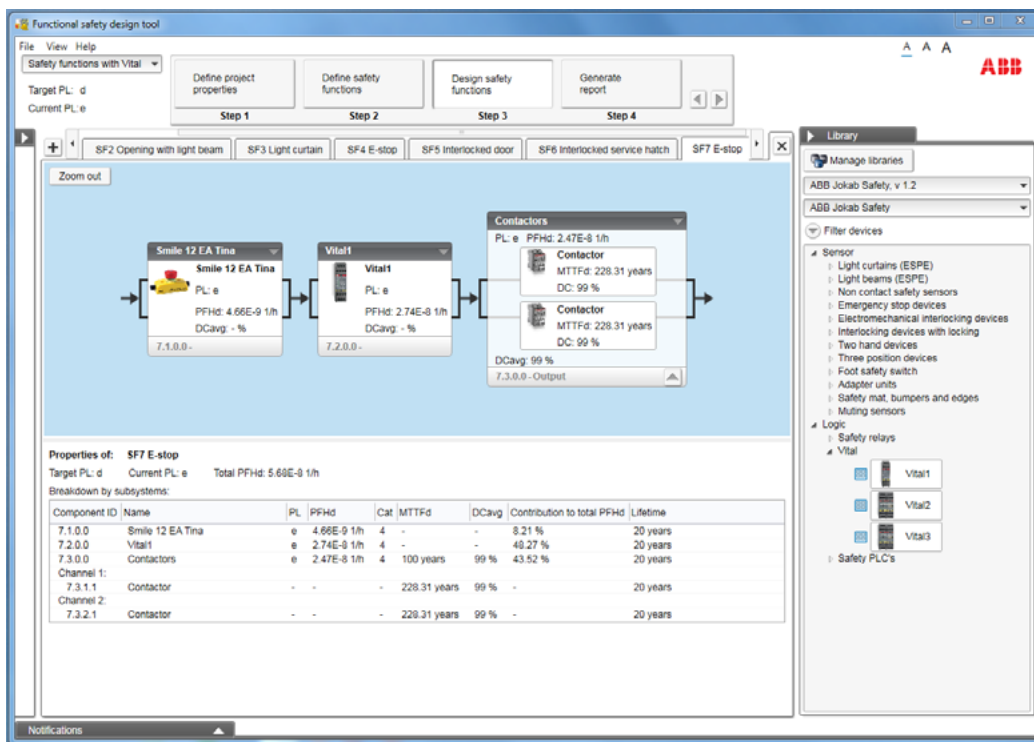 Functional safety design tool
File View Help
A A A
ABB
Safety functions with Vital
Target PL: d
Current PL: e
Define project properties
Step 1
Define safety functions
Step 2
Design safety functions
Step 3
Generate report
Step 4
SF2 Opening with light beam
SF3 Light curtain
SF4 E-stop
SF5 Interlocked door
SF6 Interlocked service hatch
SF7 E-stop
Zoom out
Smile 12 EA Tina
Smile 12 EA Tina
PL: e
PFHd: 4.66E-9 1/h
DCavg: - %
7.1.0.0 -
Vital1
Vital1
PL: e
PFHd: 2.74E-8 1/h
DCavg: - %
7.2.0.0 -
Contactors
PL: e PFHd: 2.47E-8 1/h
Contactor
MTTFd: 228.31 years
DC: 99 %
Contactor
MTTFd: 228.31 years
DC: 99 %
DCavg: 99 %
7.3.0.0 - Output
Properties of: SF7 E-stop
Target PL: d Current PL: e Total PFHd: 5.68E-8 1/h
Breakdown by subsystems:
Component ID Name PL PFHd Cat MTTFd DCavg Contribution to total PFHd Lifetime
7.1.0.0 Smile 12 EA Tina e 4.66E-9 1/h 4 - - 8.21 % 20 years
7.2.0.0 Vital1 e 2.74E-8 1/h 4 - - 48.27 % 20 years
7.3.0.0 Contactors e 2.47E-8 1/h 4 100 years 99 % 43.52 % 20 years
Channel 1:
7.3.1.1 Contactor - - - 228.31 years 99 % - 20 years
Channel 2:
7.3.2.1 Contactor - - - 228.31 years 99 % - 20 years
Library
Manage libraries
ABB Jokab Safety, v 1.2
ABB Jokab Safety
Filter devices
Sensor
Light curtains (ESPE)
Light beams (ESPE)
Non contact safety sensors
Emergency stop devices
Electromechanical interlocking devices
Interlocking devices with locking
Two hand devices
Three position devices
Foot safety switch
Adapter units
Safety mat, bumpers and edges
Muting sensors
Logic
Safety relays
Vital
Vital1
Vital2
Vital3
Safety PLC's
Notifications